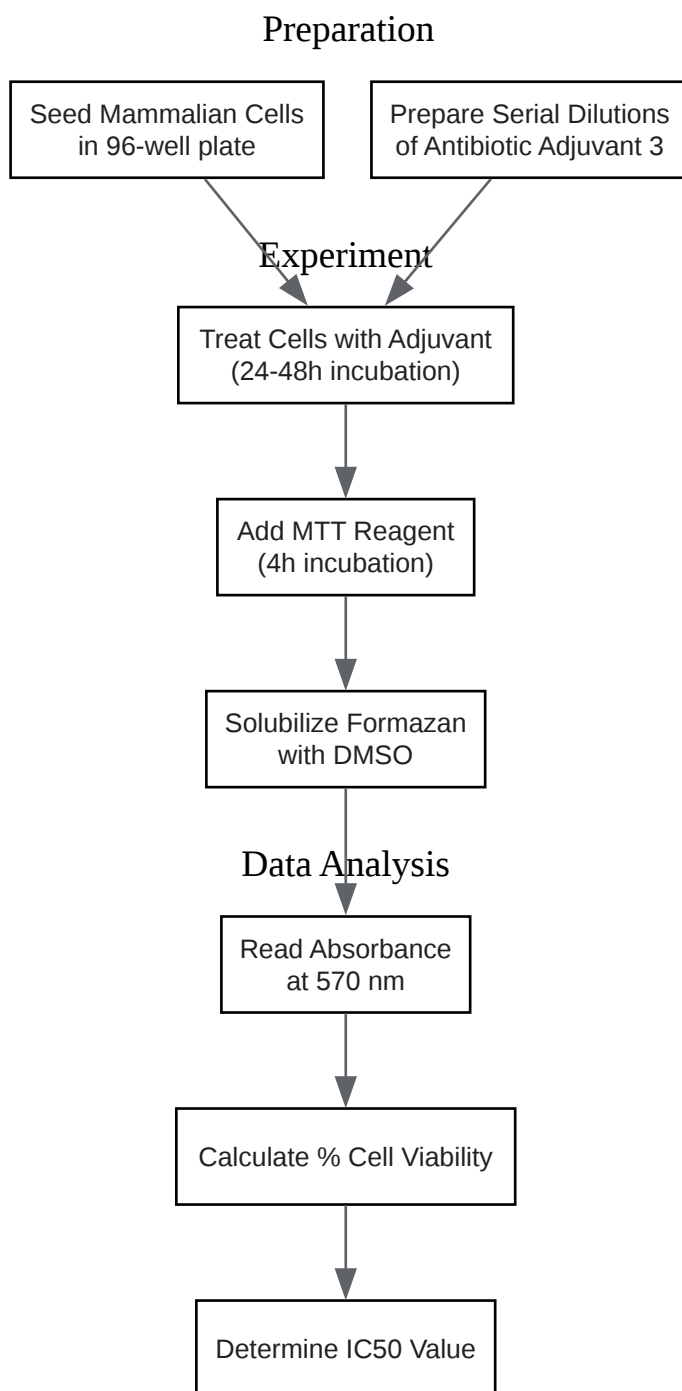 Preparation
Seed Mammalian Cells
in 96-well plate
Prepare Serial Dilutions
of Antibiotic Adjuvant 3
Experiment
Treat Cells with Adjuvant
(24-48h incubation)
Add MTT Reagent
(4h incubation)
Solubilize Formazan
with DMSO
Data Analysis
Read Absorbance
at 570 nm
Calculate % Cell Viability
Determine IC50 Value